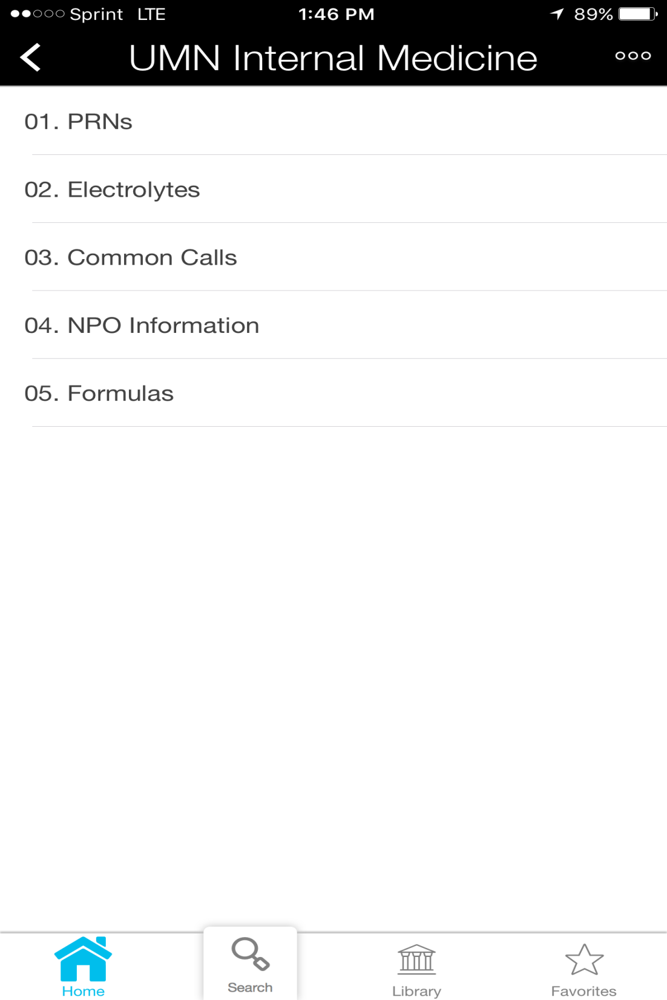 Sprint LTE 1:46 PM 89%
UMN Internal Medicine
01. PRNs
02. Electrolytes
03. Common Calls
04. NPO Information
05. Formulas
Home Search Library Favorites